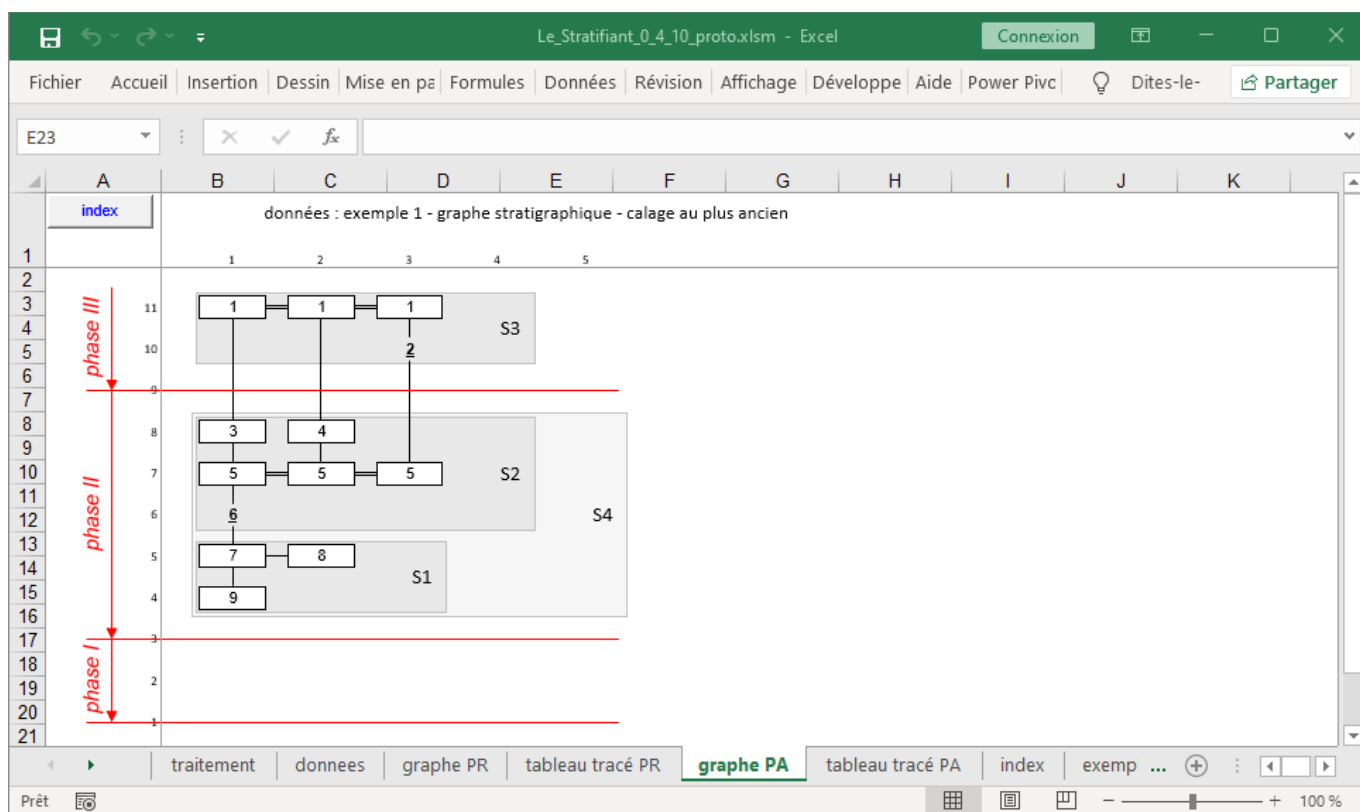 Le_Stratifiant_0_4_10_proto.xlsm - Excel Connexion
Fichier Accueil Insertion Dessin Mise en pa Formules Données Révision Affichage Développe Aide Power Pivc Dites-le- Partager
E23 fx
A B C D E F G H I J K
index données : exemple 1 - graphe stratigraphique - calage au plus ancien
1 1 2 3 4 5
2
3 phase III 11 1 1 1
4 S3
5 10 2
6
7 9
8 8 3 4
9
10 phase II 7 5 5 5 S2
11
12 6 6 S4
13
14 5 7 8 S1
15 4 9
16
17 3
18 phase I
19 2
20 1
21
traitement donnees graphe PR tableau tracé PR graphe PA tableau tracé PA index exemp ...
Prêt 100 %